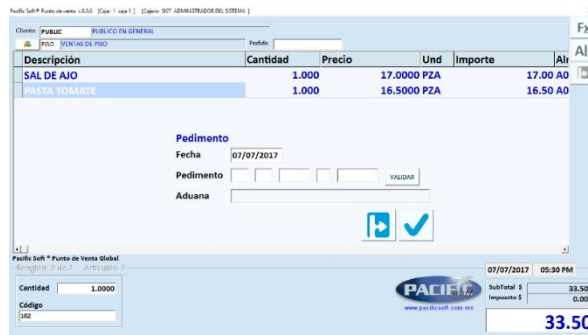 Pacific Soft® Punto de venta v.8.0.0 [Caja: 1 caja 1 ] [Cajero: SIST ADMINISTRADOR DEL SISTEMA ]
Cliente PUBLIC PUBLICO EN GENERAL
PISO VENTAS DE PISO Pedido
Descripción Cantidad Precio Und Importe Alr
SAL DE AJO 1.000 17.0000 PZA 17.00 A0
PASTA TOMATE 1.000 16.5000 PZA 16.50 A0
Pedimento
Fecha 07/07/2017
Pedimento VALIDAR
Aduana
Pacific Soft ® Punto de Venta Global
Renglón: 2 de 2 Artículos: 2
07/07/2017 05:30 PM
Cantidad 1.0000
Código
102
PACIFIC
www.pacificsoft.com.mx
SubTotal $ 33.50
Impuesto $ 0.00
33.50